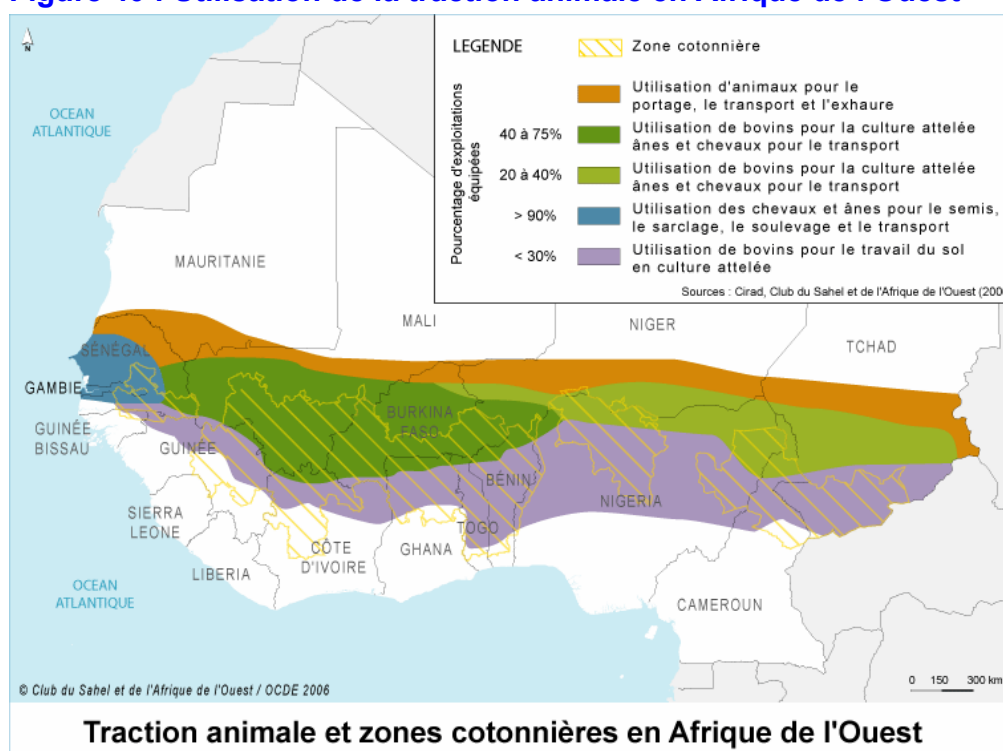 N
LEGENDE
Zone cotonnière
Pourcentage d'exploitations
équipées
Utilisation d'animaux pour le
portage, le transport et l'exhaure
40 à 75%
Utilisation de bovins pour la culture attelée
ânes et chevaux pour le transport
20 à 40%
Utilisation de bovins pour la culture attelée
ânes et chevaux pour le transport
> 90%
Utilisation des chevaux et ânes pour le semis,
le sarclage, le soulevage et le transport
< 30%
Utilisation de bovins pour le travail du sol
en culture attelée
Sources : Cirad, Club du Sahel et de l'Afrique de l'Ouest
OCEAN
ATLANTIQUE
MAURITANIE
MALI
NIGER
TCHAD
SÉNÉGAL
GAMBIE
GUINÉE
BISSAU
GUINÉE
BURKINA
FASO
BÉNIN
NIGERIA
SIERRA
LEONE
TOGO
CÔTE
D'IVOIRE
GHANA
LIBERIA
OCEAN
ATLANTIQUE
CAMEROUN
© Club du Sahel et de l'Afrique de l'Ouest / OCDE 2006
0 150 300 km
Traction animale et zones cotonnières en Afrique de l'Ouest